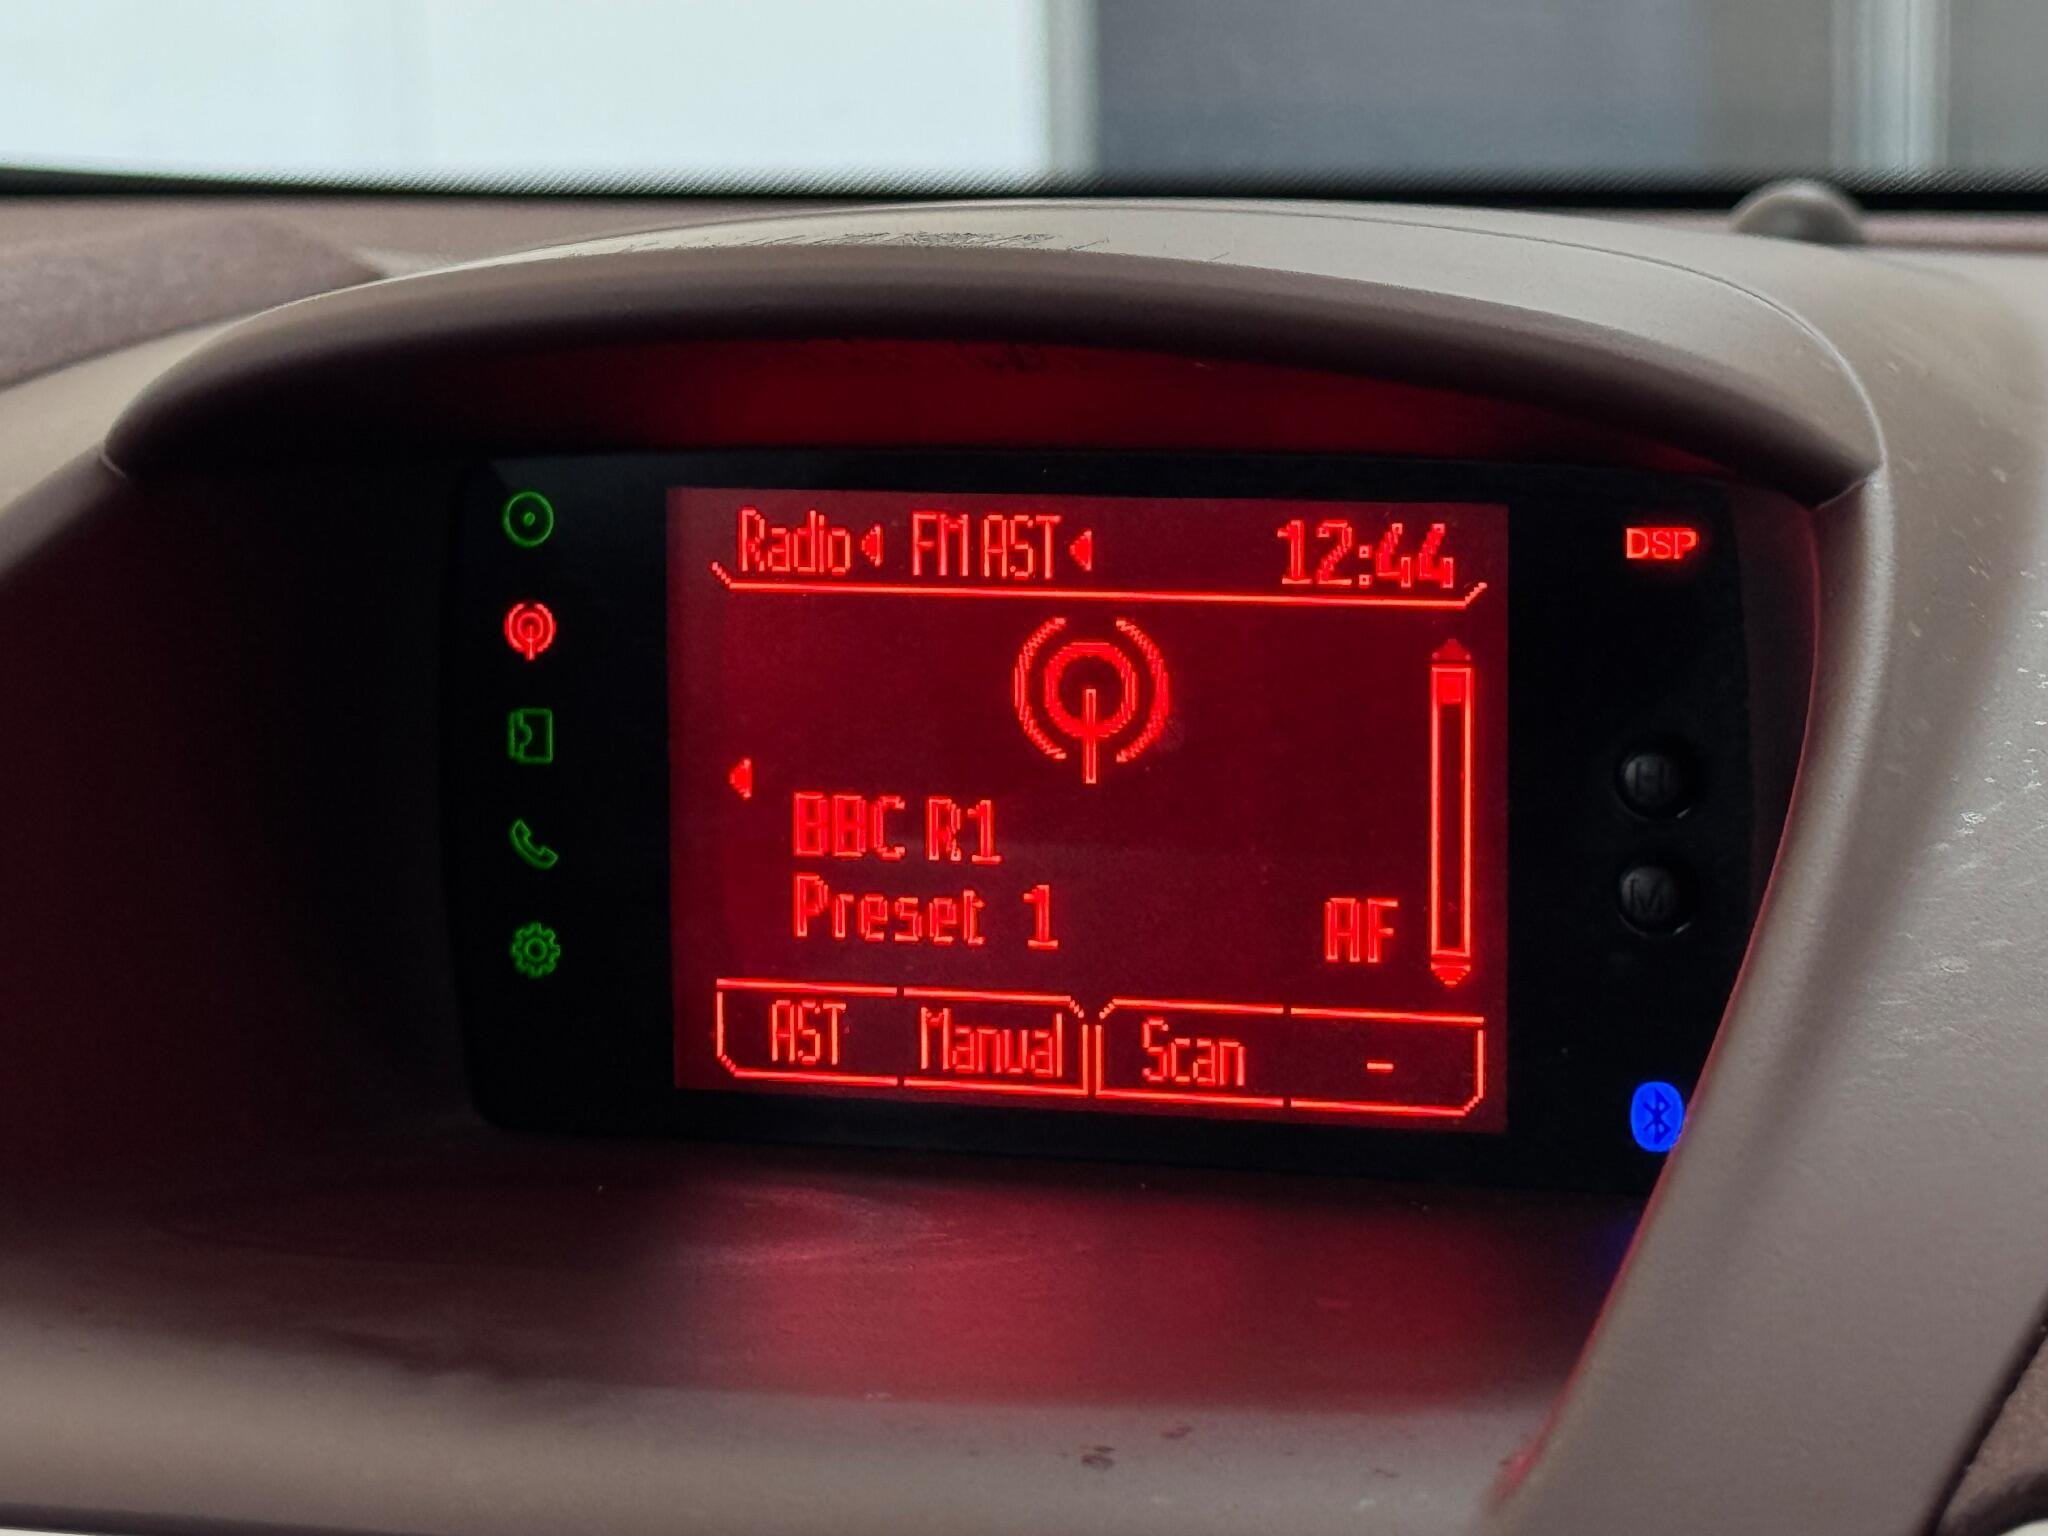 Radio FM AST 12:44
DSP
BBC R1
Preset 1
AF
H
M
AST Manual Scan -